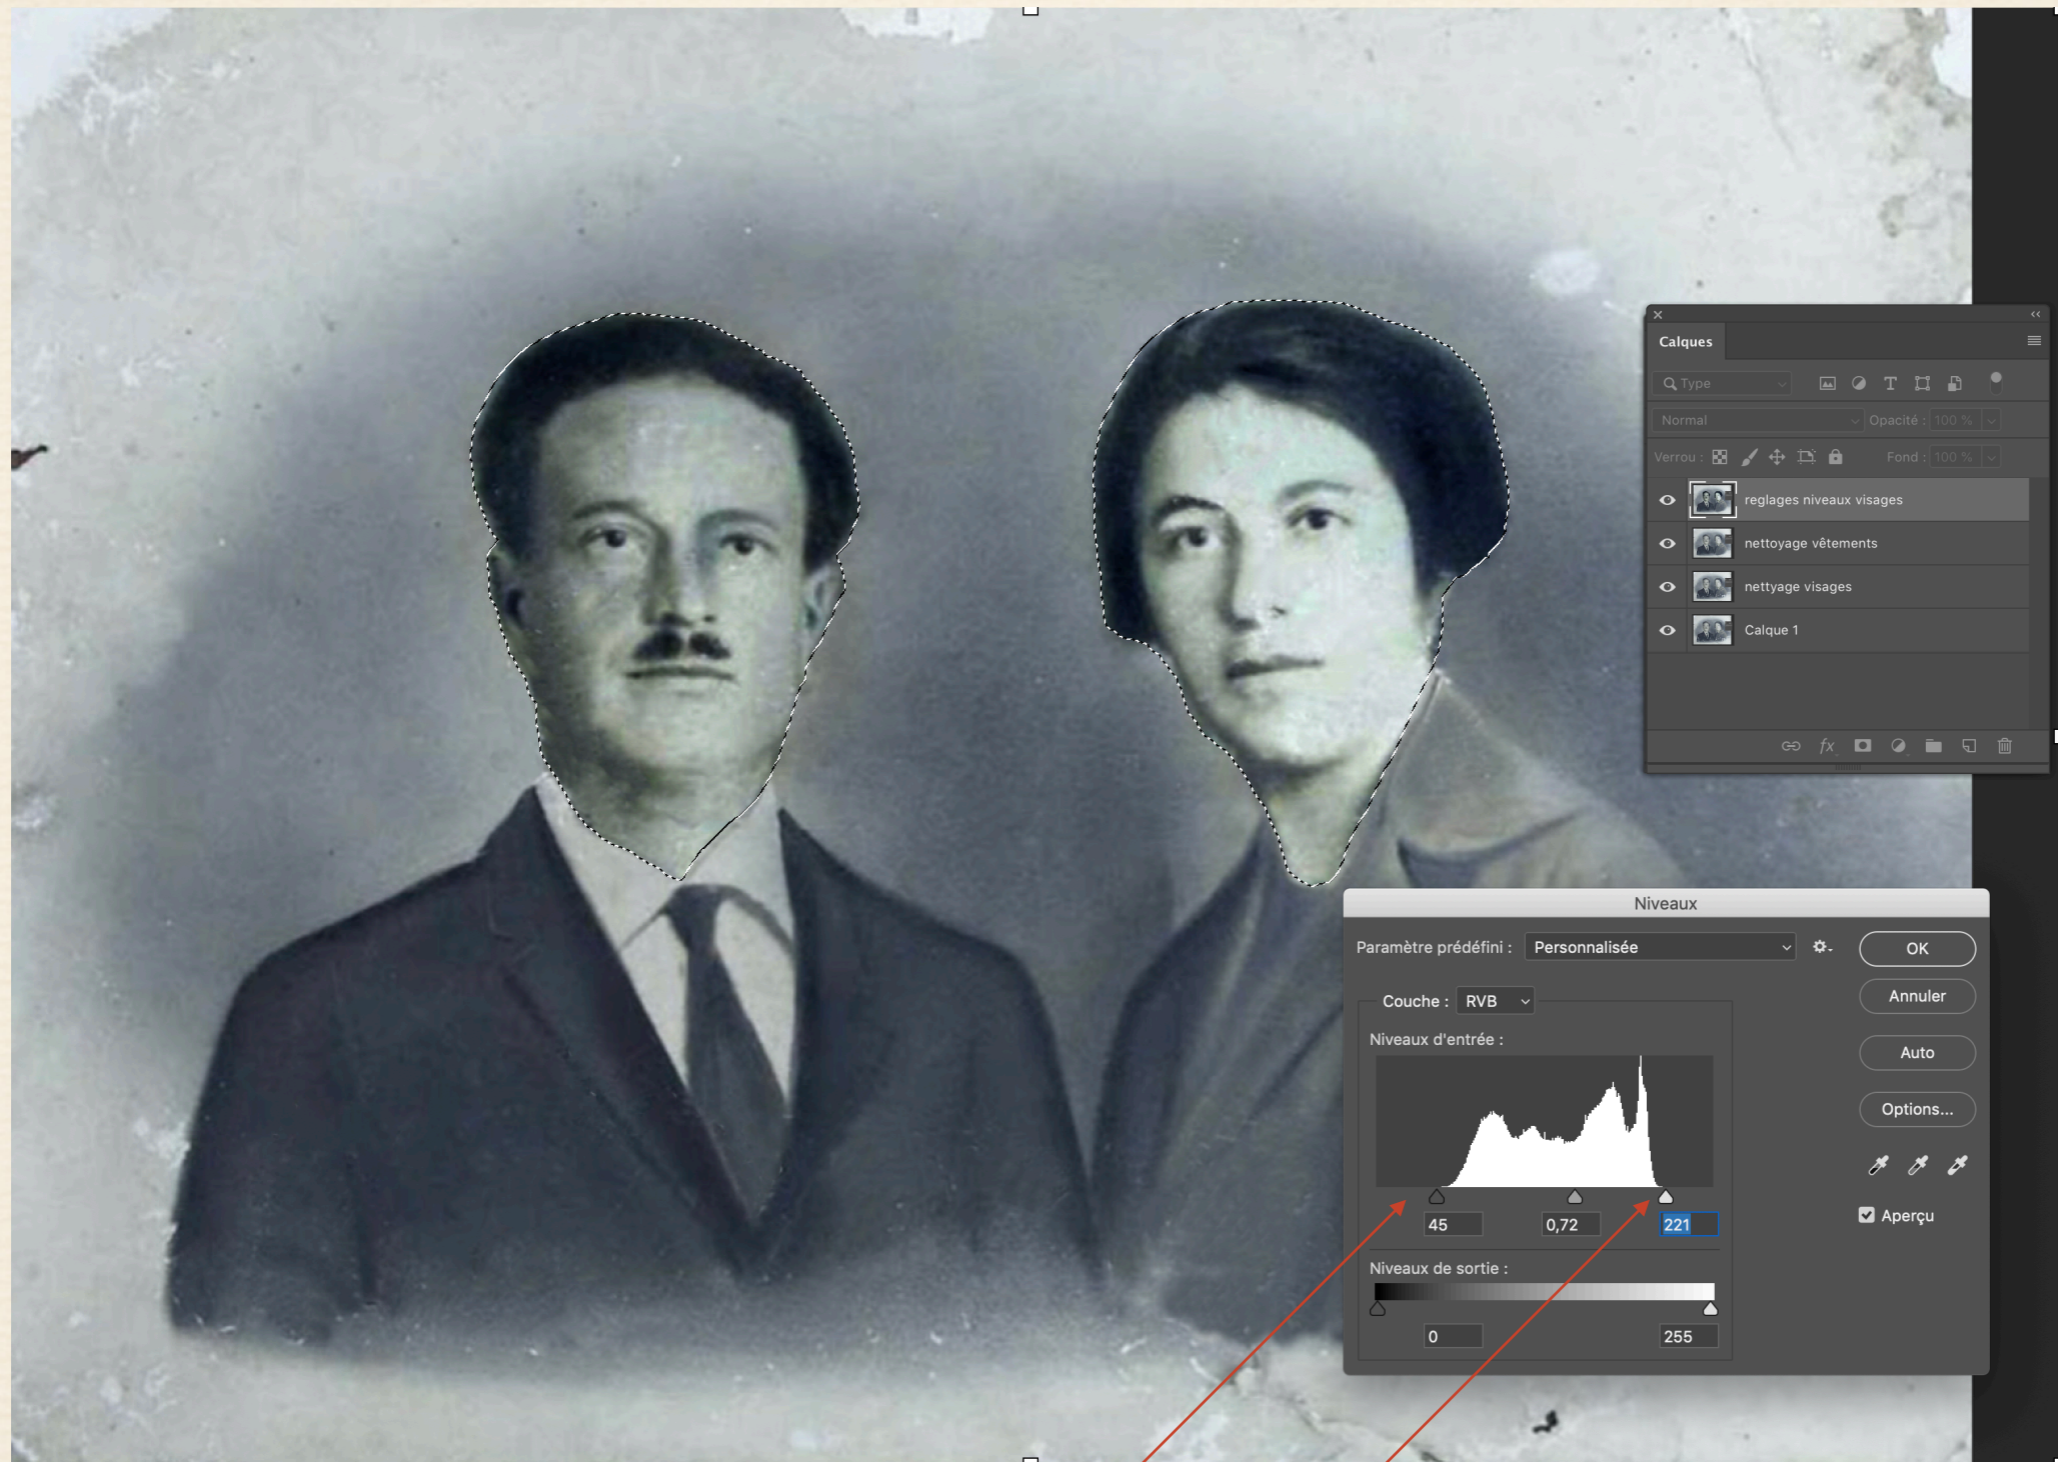 Calques
Type
Normal Opacité : 100 %
Verrou : Fond : 100 %
reglages niveaux visages
nettoyage vêtements
nettyage visages
Calque 1
fx
Niveaux
Paramètre prédéfini : Personnalisée
OK
Couche : RVB
Annuler
Niveaux d'entrée :
Auto
Options...
45 0,72 221
Aperçu
Niveaux de sortie :
0 255